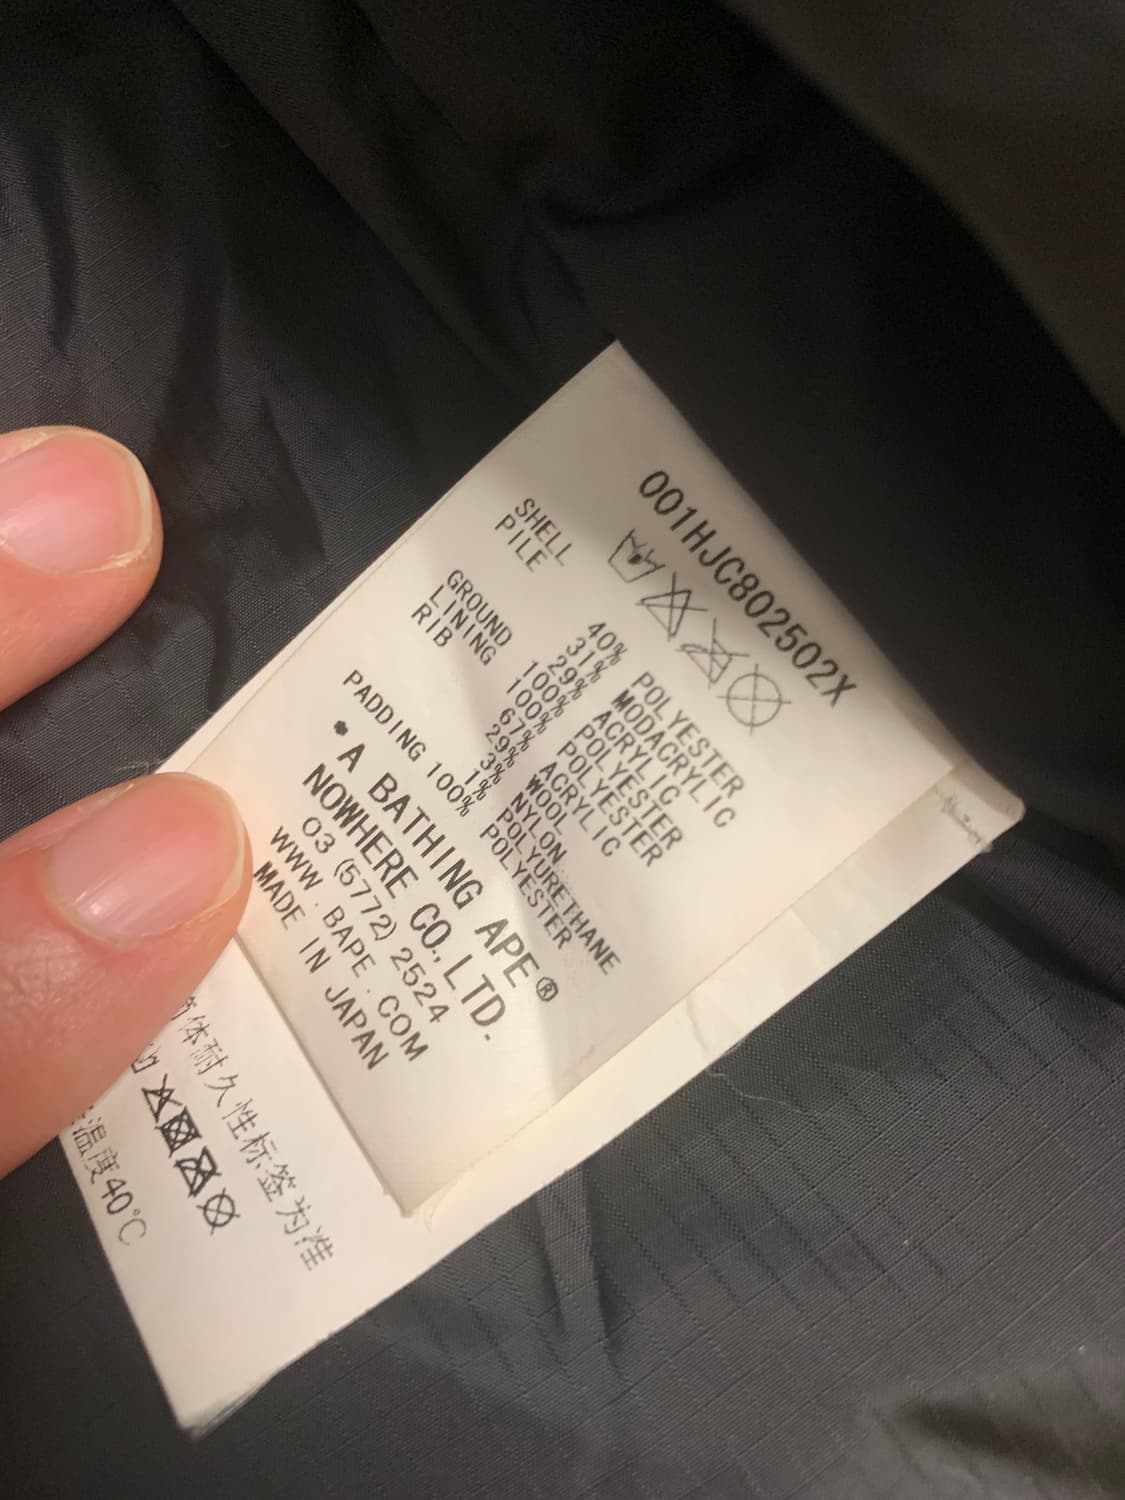 001HJC802502X
SHELL
PILE 40% POLYESTER
31% MODACRYLIC
29% ACRYLIC
GROUND 100% POLYESTER
LINING 100% POLYESTER
RIB 67% ACRYLIC
29% WOOL
3% NYLON
1% POLYURETHANE
PADDING 100% POLYESTER
A BATHING APE®
NOWHERE CO., LTD.
03 (5772) 2524
WWW.BAPE.COM
MADE IN JAPAN
体耐久性标签为准
温度40℃